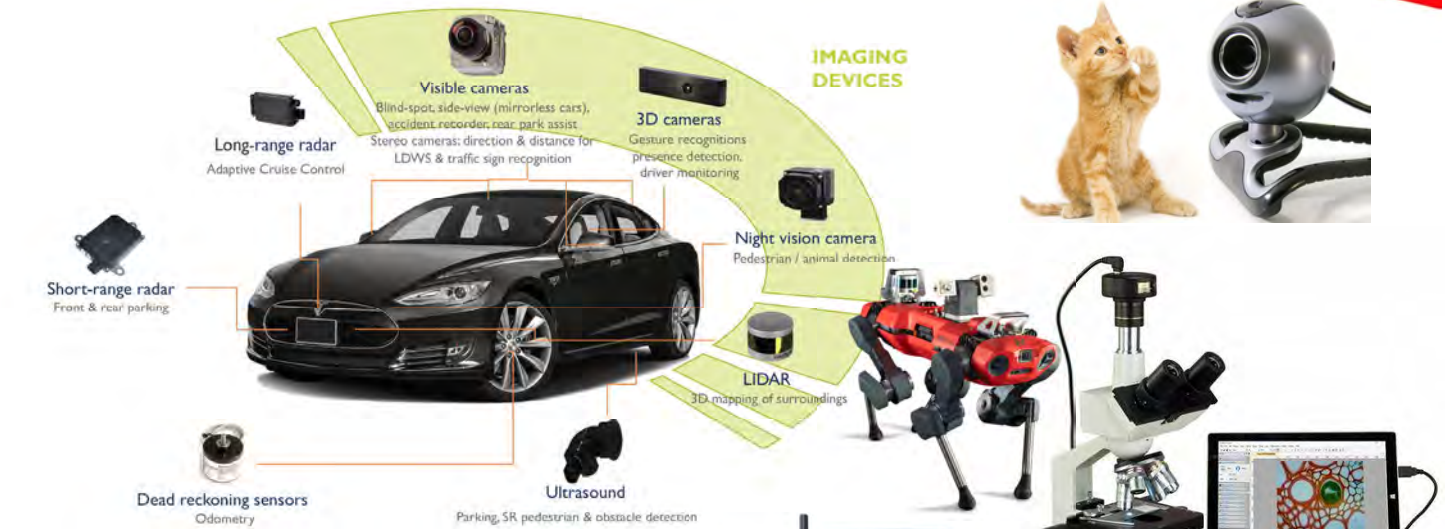 IMAGING
DEVICES
Visible cameras
Blind-spot, side-view (mirrorless cars),
accident recorder, rear park assist
Stereo cameras: direction & distance for
LDWS & traffic sign recognition
3D cameras
Gesture recognitions
presence detection,
driver monitoring
Long-range radar
Adaptive Cruise Control
Night vision camera
Pedestrian / animal detection
Short-range radar
Front & rear parking
LIDAR
3D mapping of surroundings
Dead reckoning sensors
Odometry
Ultrasound
Parking, SR pedestrian & obstacle detection